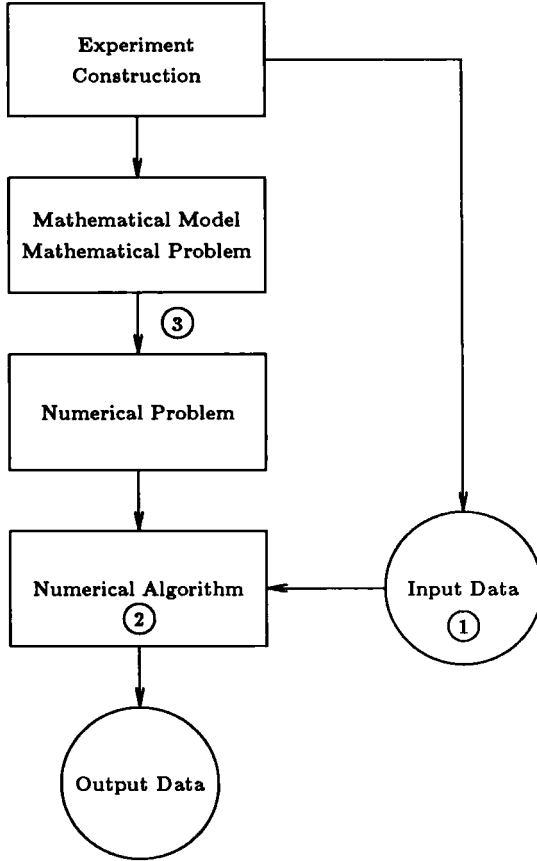 Experiment
Construction
Mathematical Model
Mathematical Problem
3
Numerical Problem
Numerical Algorithm
2
Input Data
1
Output Data